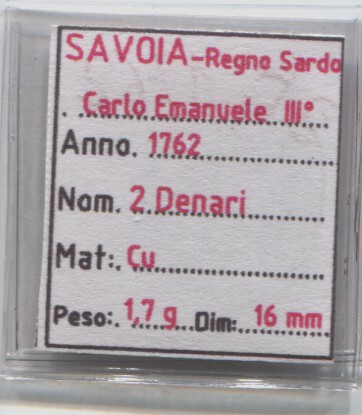 SAVOIA-Regno Sardo
. Carlo Emanuele III°
Anno. 1762
Nom. 2 Denari
Mat:. Cu
Peso:. 1,7 g Dim: 16 mm